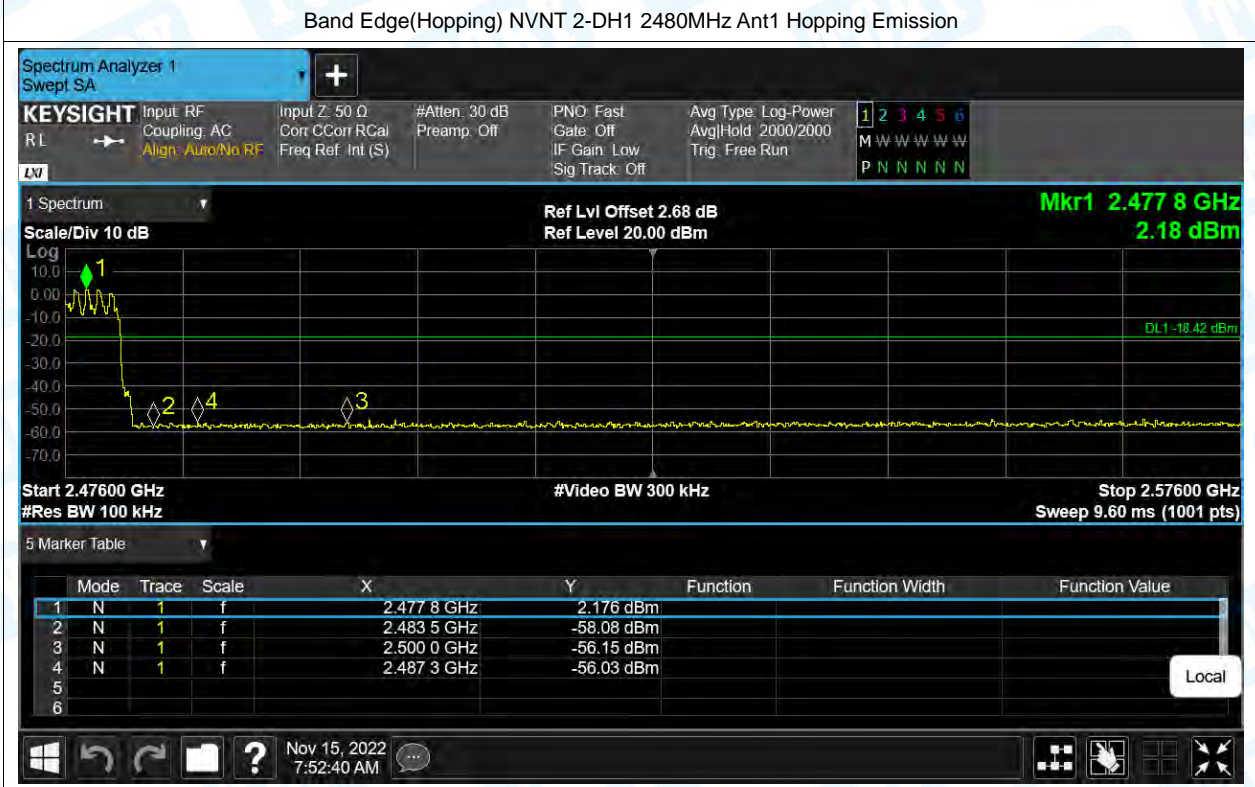 Band Edge(Hopping) NVNT 2-DH1 2480MHz Ant1 Hopping Emission
Spectrum Analyzer 1
Swept SA
+
KEYSIGHT Input: RF Input Z: 50 Ω #Atten: 30 dB PNO: Fast Avg Type: Log-Power 1 2 3 4 5 6
RL Coupling: AC Corr CCorr RCal Preamp: Off Gate: Off Avg|Hold: 2000/2000 M W W W W W W
Align: Auto/No RF Freq Ref: Int (S) IF Gain: Low Trig: Free Run P N N N N N N
LXI Sig Track: Off
1 Spectrum Ref Lvl Offset 2.68 dB Mkr1 2.477 8 GHz
Scale/Div 10 dB Ref Level 20.00 dBm 2.18 dBm
Log
10.0 1
0.00
-10.0
DL1 -18.42 dBm
-20.0
-30.0
-40.0
-50.0 2 4 3
-60.0
-70.0
Start 2.47600 GHz #Video BW 300 kHz Stop 2.57600 GHz
#Res BW 100 kHz Sweep 9.60 ms (1001 pts)
5 Marker Table
Mode Trace Scale X Y Function Function Width Function Value
1 N 1 f 2.477 8 GHz 2.176 dBm
2 N 1 f 2.483 5 GHz -58.08 dBm
3 N 1 f 2.500 0 GHz -56.15 dBm
4 N 1 f 2.487 3 GHz -56.03 dBm
5
6
Local
? Nov 15, 2022
7:52:40 AM